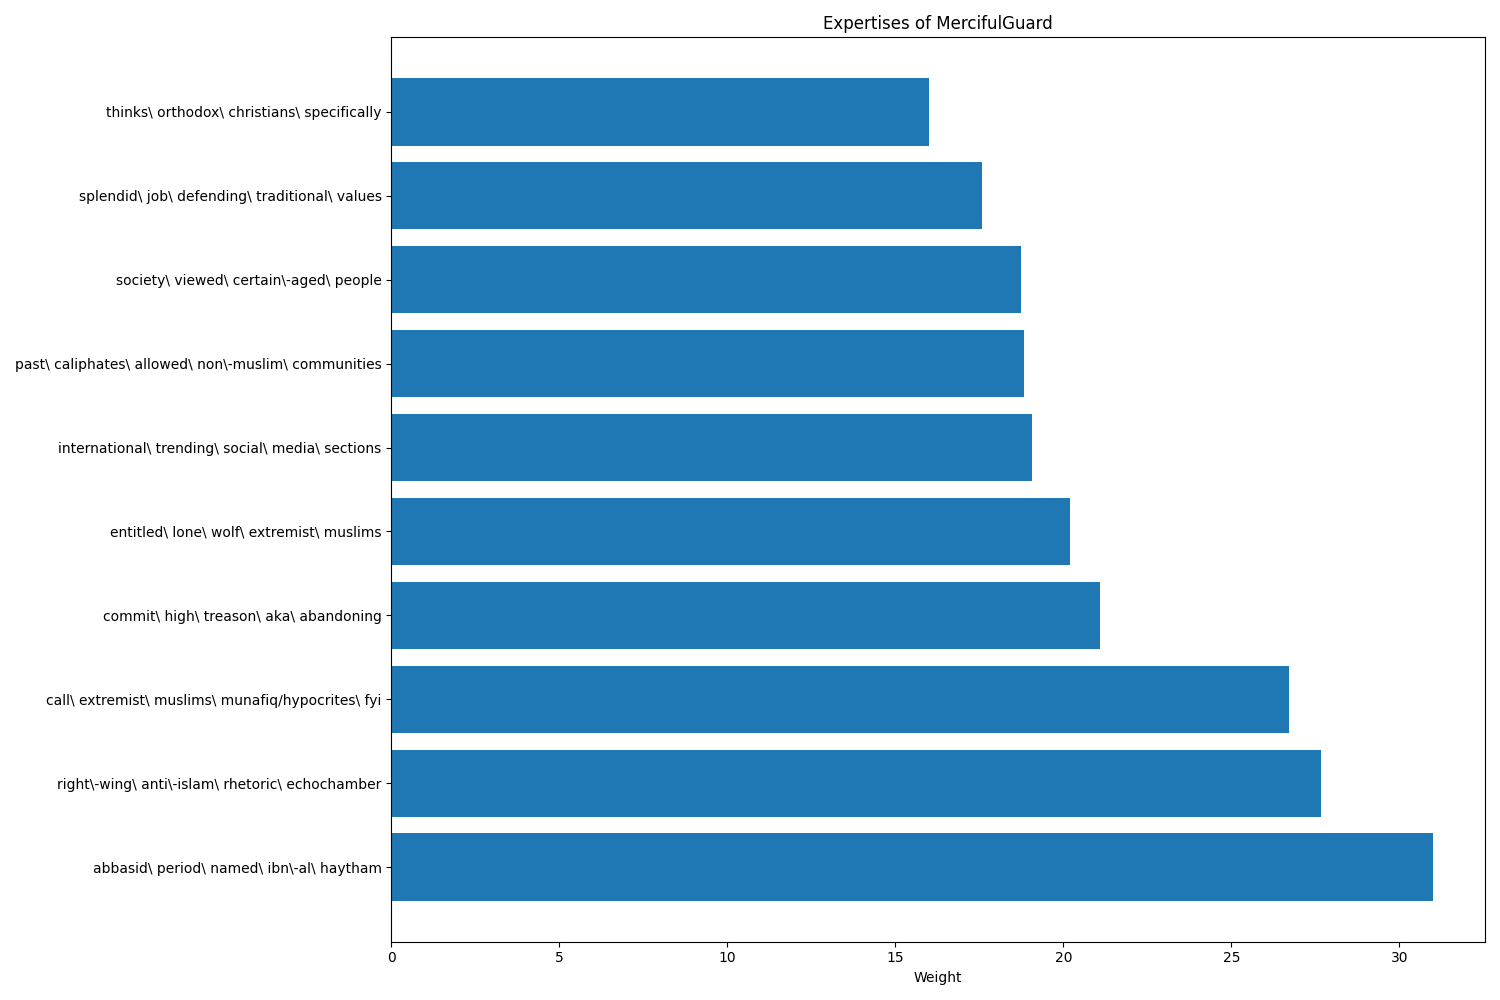 Expertises of MercifulGuard
thinks\ orthodox\ christians\ specifically
splendid\ job\ defending\ traditional\ values
society\ viewed\ certain\-aged\ people
past\ caliphates\ allowed\ non\-muslim\ communities
international\ trending\ social\ media\ sections
entitled\ lone\ wolf\ extremist\ muslims
commit\ high\ treason\ aka\ abandoning
call\ extremist\ muslims\ munafiq/hypocrites\ fyi
right\-wing\ anti\-islam\ rhetoric\ echochamber
abbasid\ period\ named\ ibn\-al\ haytham
0 5 10 15 20 25 30
Weight